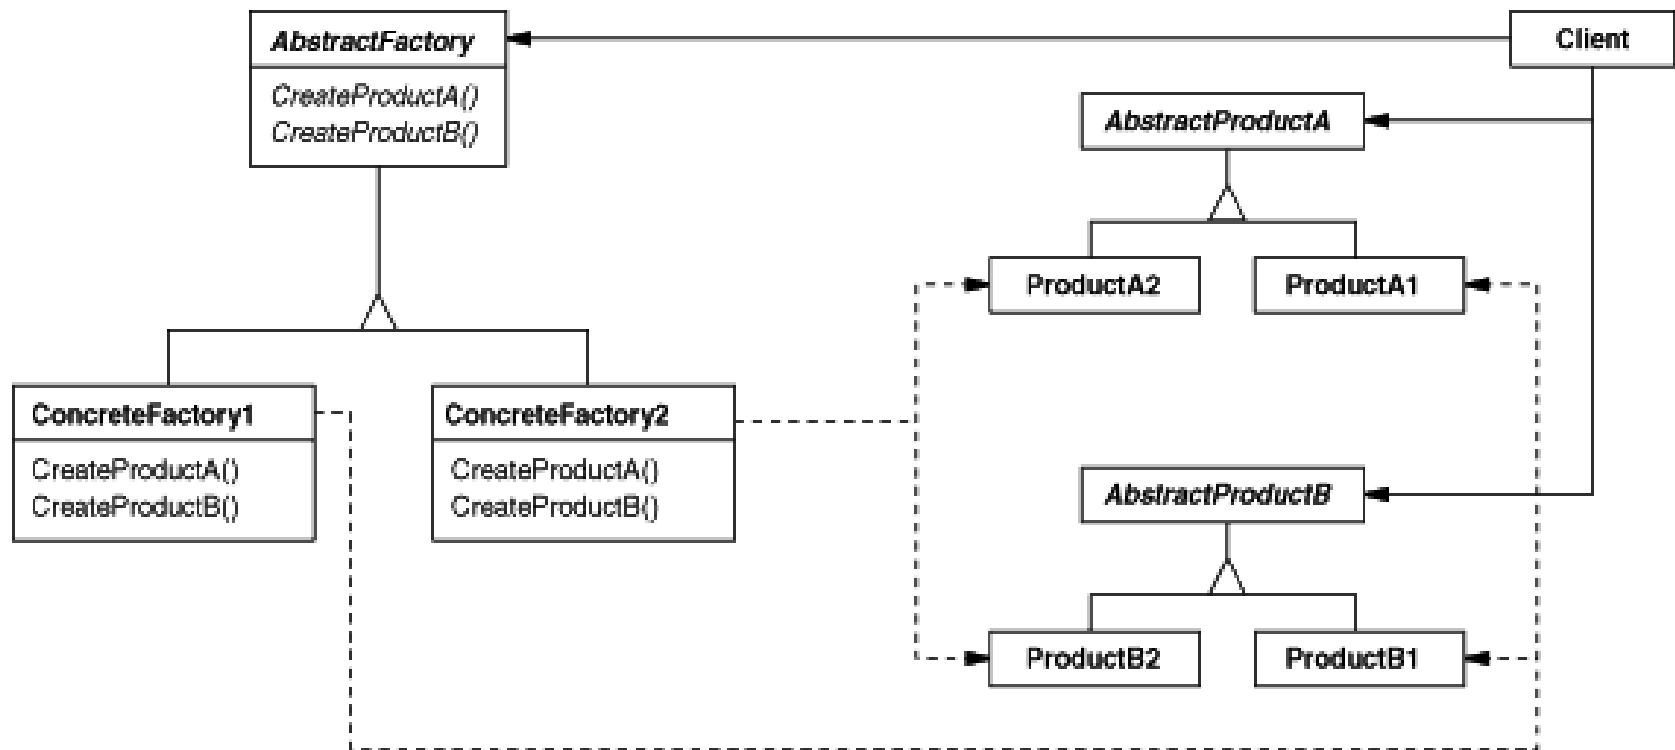 AbstractFactory
CreateProductA()
CreateProductB()
Client
AbstractProductA
ProductA2
ProductA1
ConcreteFactory1
CreateProductA()
CreateProductB()
ConcreteFactory2
CreateProductA()
CreateProductB()
AbstractProductB
ProductB2
ProductB1